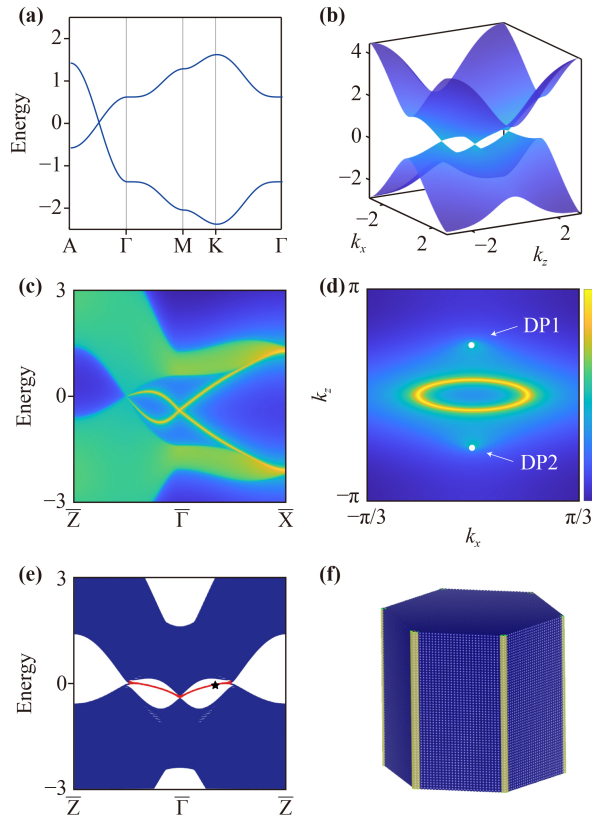 (a)
2
1
0
−1
−2
Energy
A Γ M K Γ
(b)
4
2
0
−2
−2
2
k_x
−2
2
k_z
(c)
3
0
−3
Energy
Z̅ Γ̅ X̅
(d)
π
k_z
−π
−π/3 π/3
k_x
DP1
DP2
(e)
3
0
−3
Energy
Z̅ Γ̅ Z̅
(f)